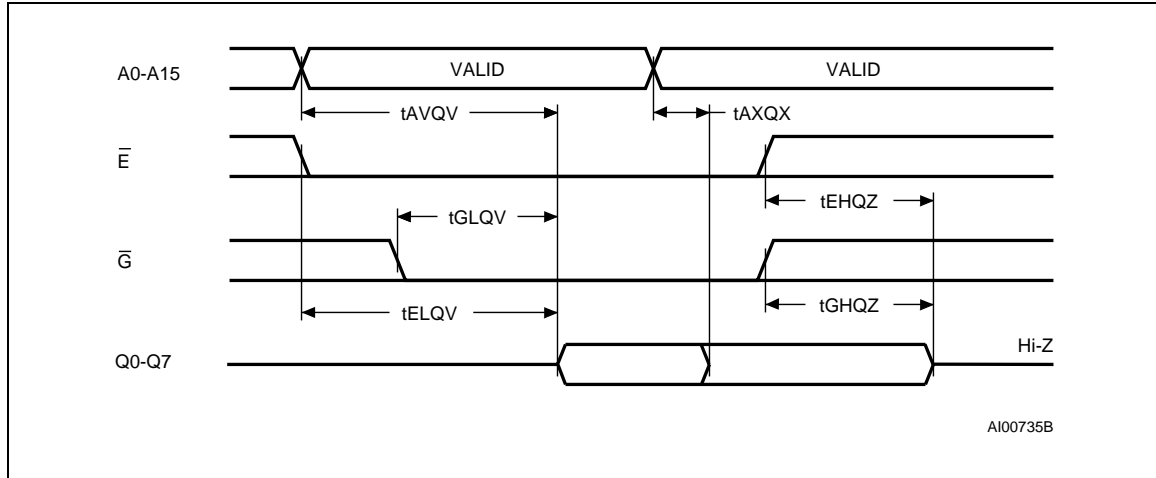 A0-A15 VALID VALID
tAVQV tAXQX
E̅
tEHQZ
tGLQV
G̅
tGHQZ
tELQV
Q0-Q7 Hi-Z
AI00735B